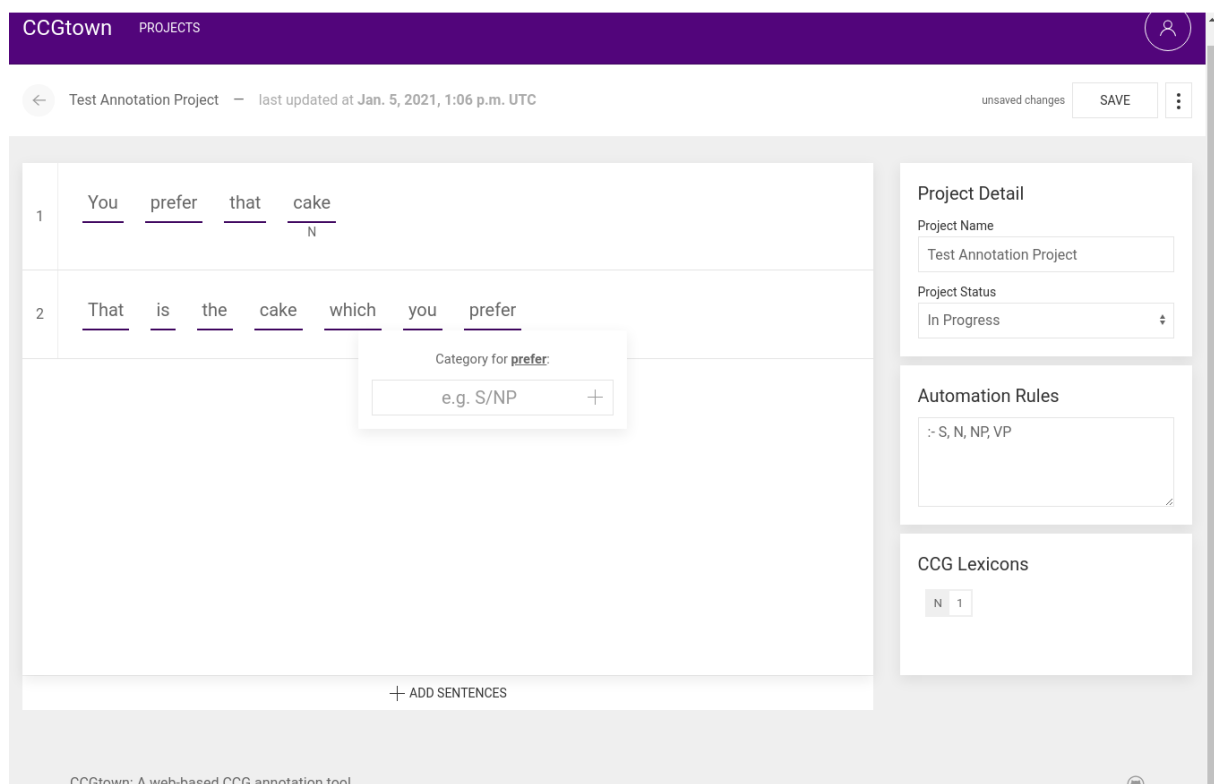 CCGtown PROJECTS
Test Annotation Project — last updated at Jan. 5, 2021, 1:06 p.m. UTC
unsaved changes SAVE
1 You prefer that cake
N
2 That is the cake which you prefer
Category for prefer:
e.g. S/NP
ADD SENTENCES
Project Detail
Project Name
Test Annotation Project
Project Status
In Progress
Automation Rules
:- S, N, NP, VP
CCG Lexicons
N 1
CCGtown: A web-based CCG annotation tool